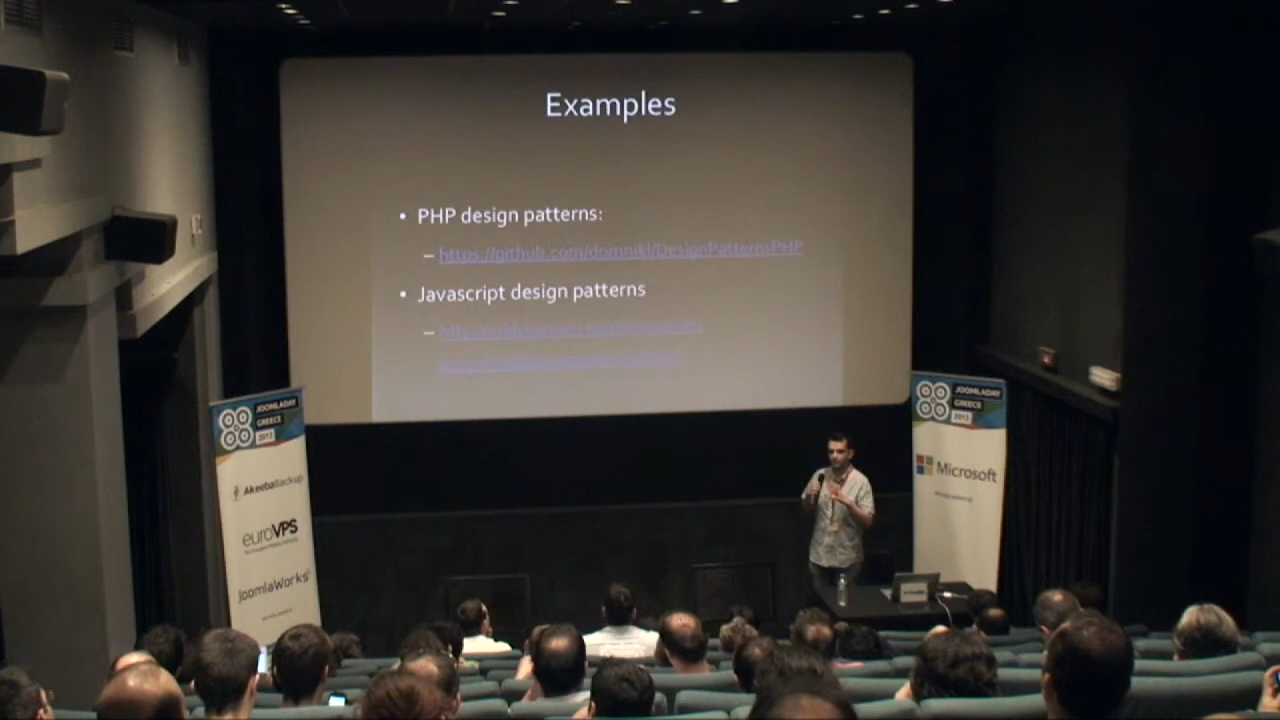 Examples
• PHP design patterns:
– https://github.com/domnikl/DesignPatternsPHP
• Javascript design patterns
JOOMLADAY
GREECE
2013
AkeebaBackup
euroVPS
JoomlaWorks
JOOMLADAY
GREECE
2013
Microsoft